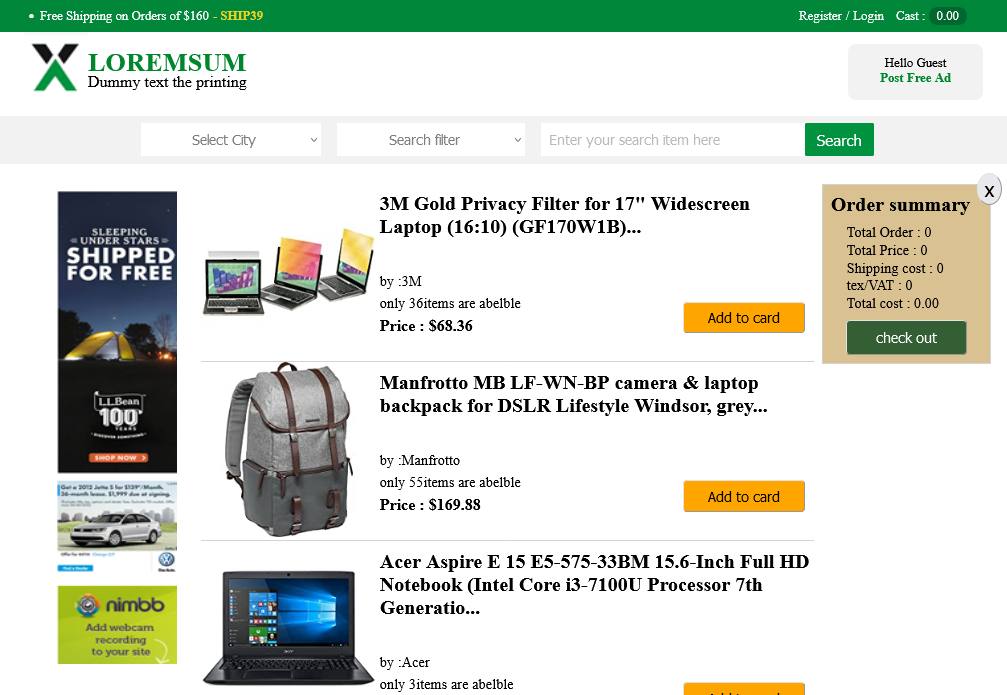 Free Shipping on Orders of $160 - SHIP39
Register / Login Cast : 0.00
LOREMSUM
Dummy text the printing
Hello Guest
Post Free Ad
Select City
Search filter
Enter your search item here
Search
SLEEPING
UNDER STARS
SHIPPED
FOR FREE
L.L.Bean
100
YEARS
SHOP NOW >
Get a 2012 Jetta S for $139*/Month.
36-month lease. $1,999 due at signing.
nimbb
Add webcam
recording
to your site
3M Gold Privacy Filter for 17" Widescreen
Laptop (16:10) (GF170W1B)...
by :3M
only 36items are abelble
Price : $68.36
Add to card
Manfrotto MB LF-WN-BP camera & laptop
backpack for DSLR Lifestyle Windsor, grey...
by :Manfrotto
only 55items are abelble
Price : $169.88
Add to card
Acer Aspire E 15 E5-575-33BM 15.6-Inch Full HD
Notebook (Intel Core i3-7100U Processor 7th
Generatio...
by :Acer
only 3items are abelble
X
Order summary
Total Order : 0
Total Price : 0
Shipping cost : 0
tex/VAT : 0
Total cost : 0.00
check out